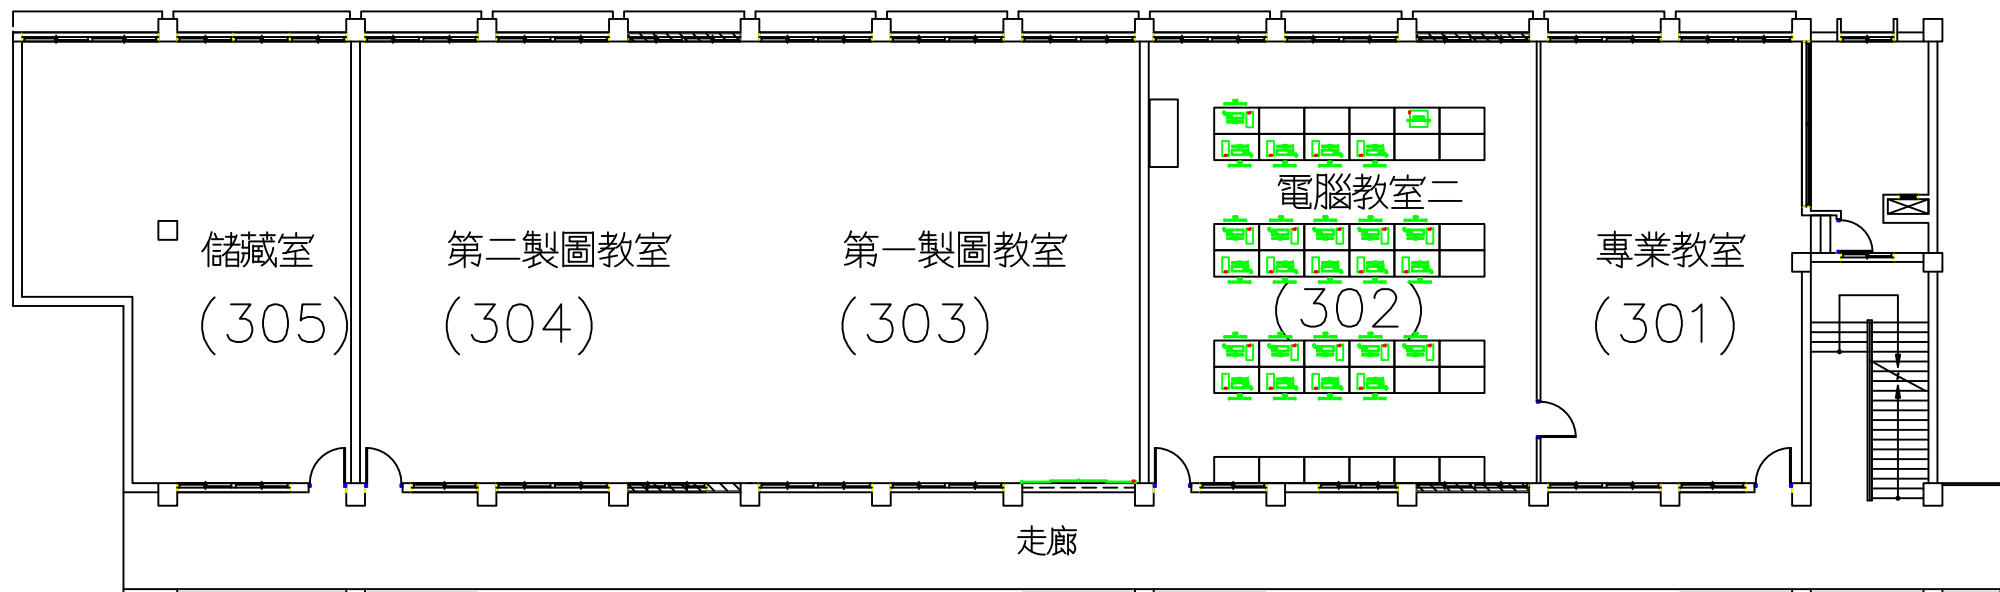 儲藏室
(305)
第二製圖教室
(304)
第一製圖教室
(303)
電腦教室二
(302)
專業教室
(301)
走廊